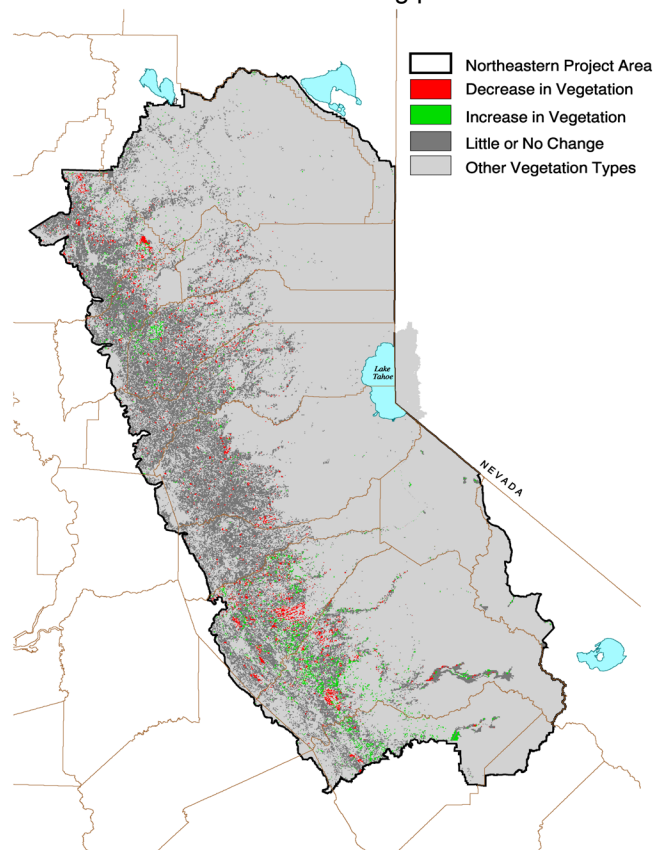 Northeastern Project Area
Decrease in Vegetation
Increase in Vegetation
Little or No Change
Other Vegetation Types
Lake
Tahoe
NEVADA